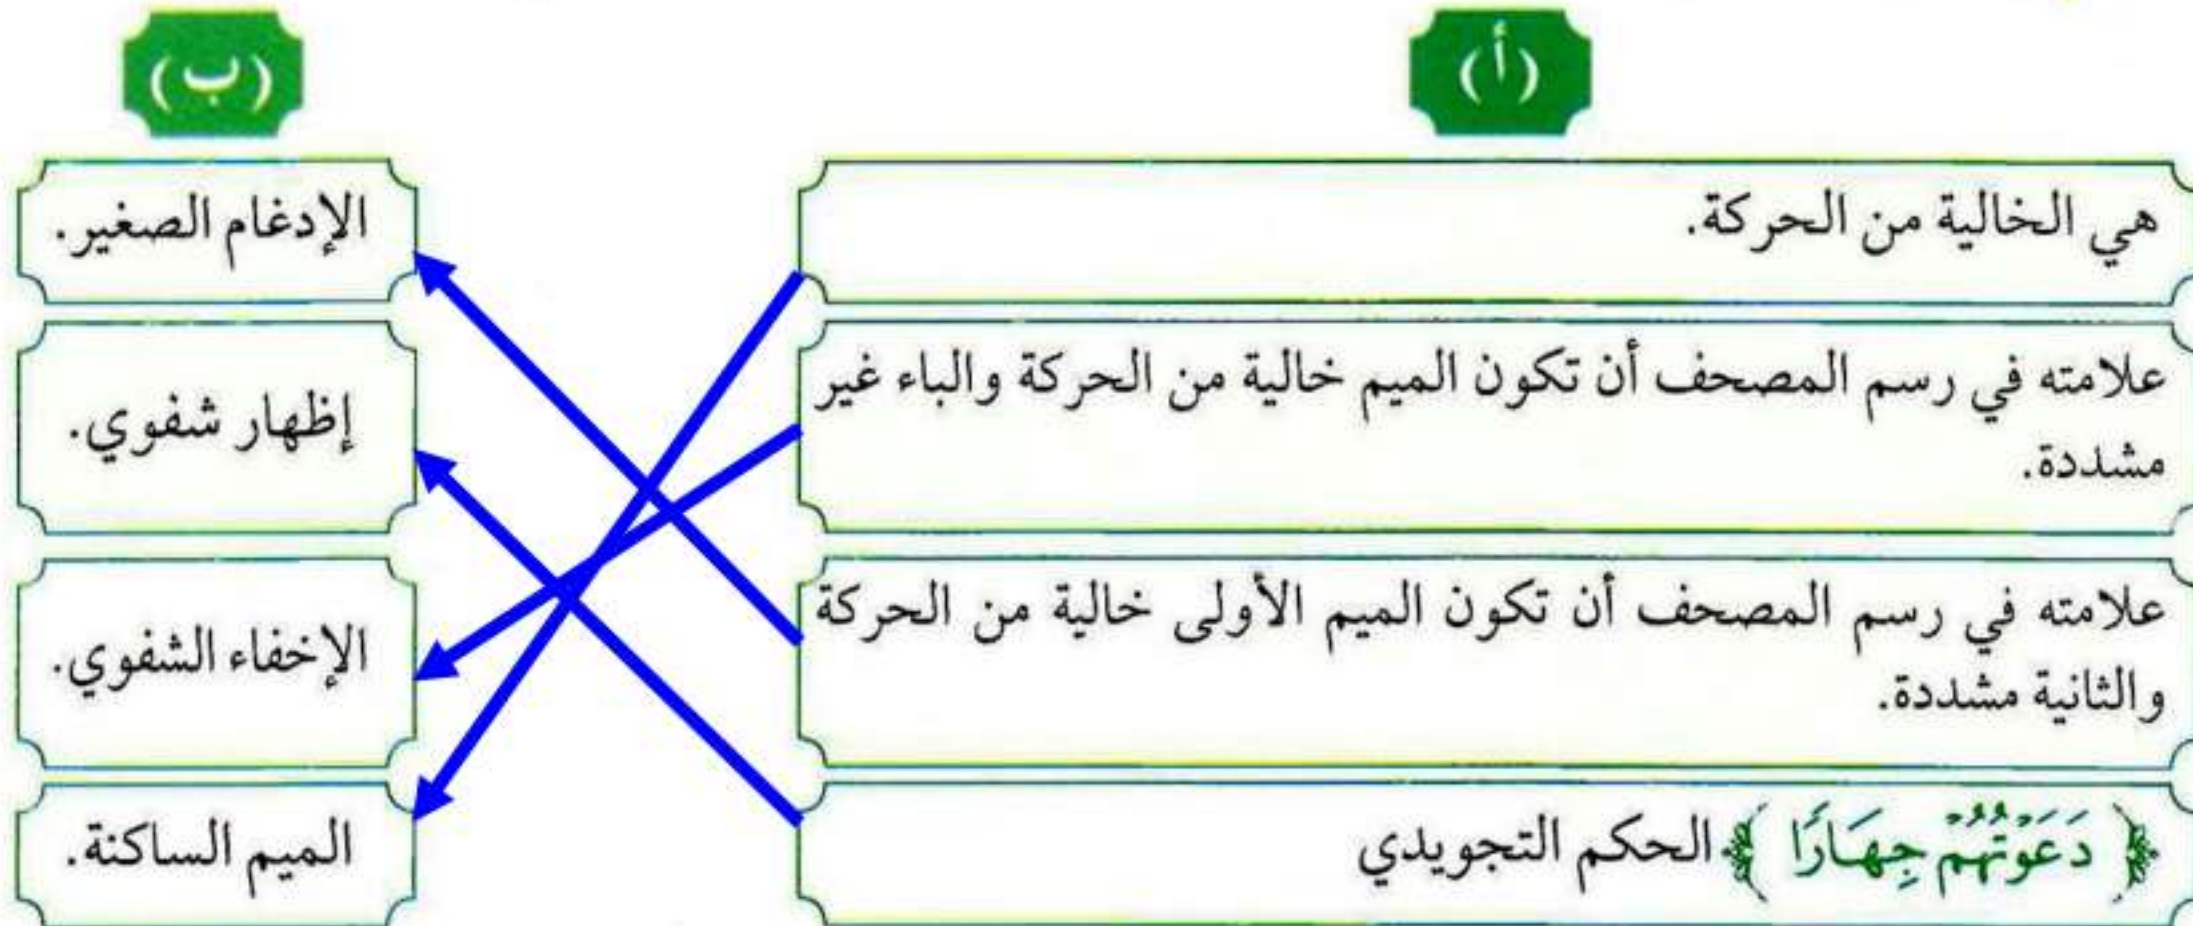 (أ)
(ب)
هي الخالية من الحركة.
الإدغام الصغير.
علامته في رسم المصحف أن تكون الميم خالية من الحركة والباء غير
مشددة.
إظهار شفوي.
علامته في رسم المصحف أن تكون الميم الأولى خالية من الحركة
والثانية مشددة.
الإخفاء الشفوي.
﴿ دَعَوْتُهُمْ جِهَارًا ﴾ الحكم التجويدي
الميم الساكنة.